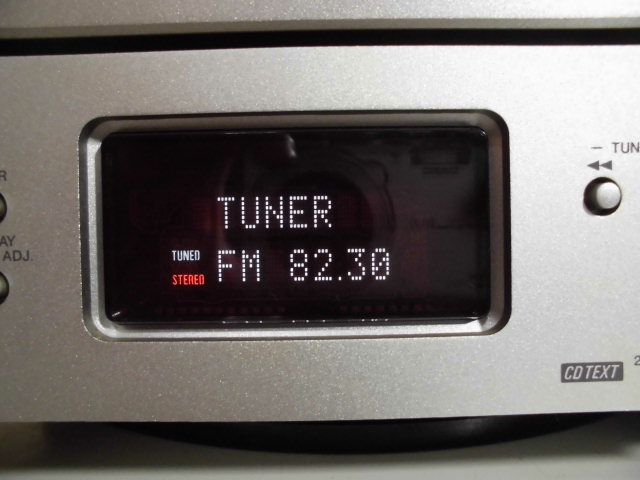 TUNER
TUNED
STEREO
FM 82.30
ADJ.
CD TEXT